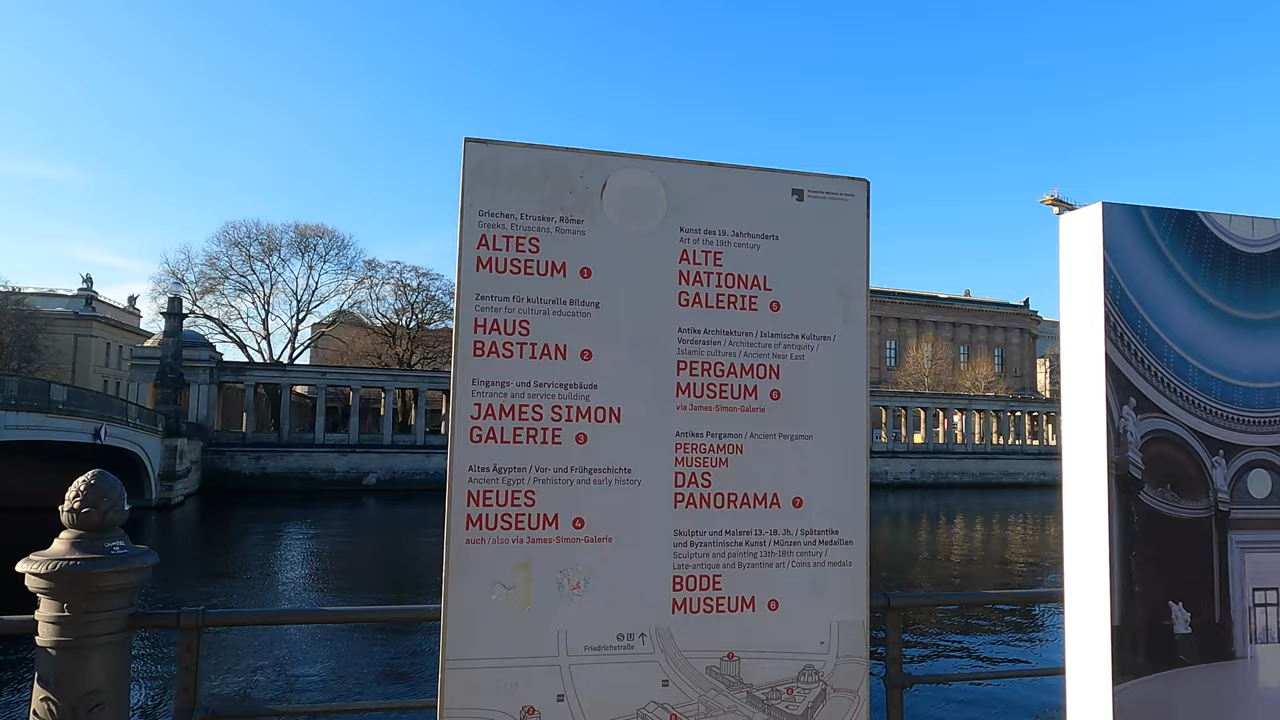 Griechen, Etrusker, Römer
Greeks, Etruscans, Romans
ALTES
MUSEUM 1
Zentrum für kulturelle Bildung
Center for cultural education
HAUS
BASTIAN 2
Eingangs- und Servicegebäude
Entrance and service building
JAMES SIMON
GALERIE 3
Altes Ägypten / Vor- und Frühgeschichte
Ancient Egypt / Prehistory and early history
NEUES
MUSEUM 4
auch / also via James-Simon-Galerie
Staatliche Museen zu Berlin
Kunst des 19. Jahrhunderts
Art of the 19th century
ALTE
NATIONAL
GALERIE 5
Antike Architekturen / Islamische Kulturen /
Vorderasien / Architecture of antiquity /
Islamic cultures / Ancient Near East
PERGAMON
MUSEUM 6
via James-Simon-Galerie
Antikes Pergamon / Ancient Pergamon
PERGAMON
MUSEUM
DAS
PANORAMA 7
Skulptur und Malerei 13.–18. Jh. / Spätantike
und Byzantinische Kunst / Münzen und Medaillen
Sculpture and painting 13th-18th century /
Late-antique and Byzantine art / Coins and medals
BODE
MUSEUM
S U
Friedrichstraße